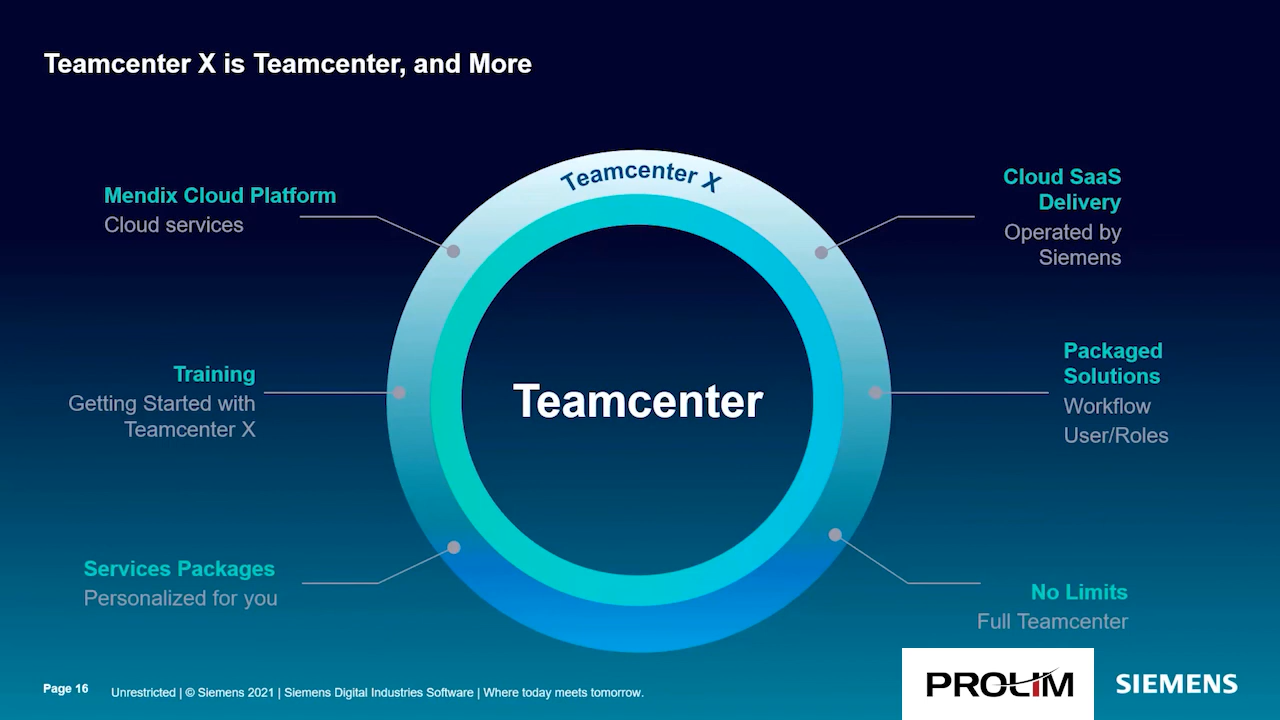 Teamcenter X is Teamcenter, and More
Teamcenter X
Mendix Cloud Platform
Cloud services
Cloud SaaS
Delivery
Operated by
Siemens
Training
Getting Started with
Teamcenter X
Teamcenter
Packaged
Solutions
Workflow
User/Roles
Services Packages
Personalized for you
No Limits
Full Teamcenter
Page 16
Unrestricted | © Siemens 2021 | Siemens Digital Industries Software | Where today meets tomorrow.
PROLIM
SIEMENS